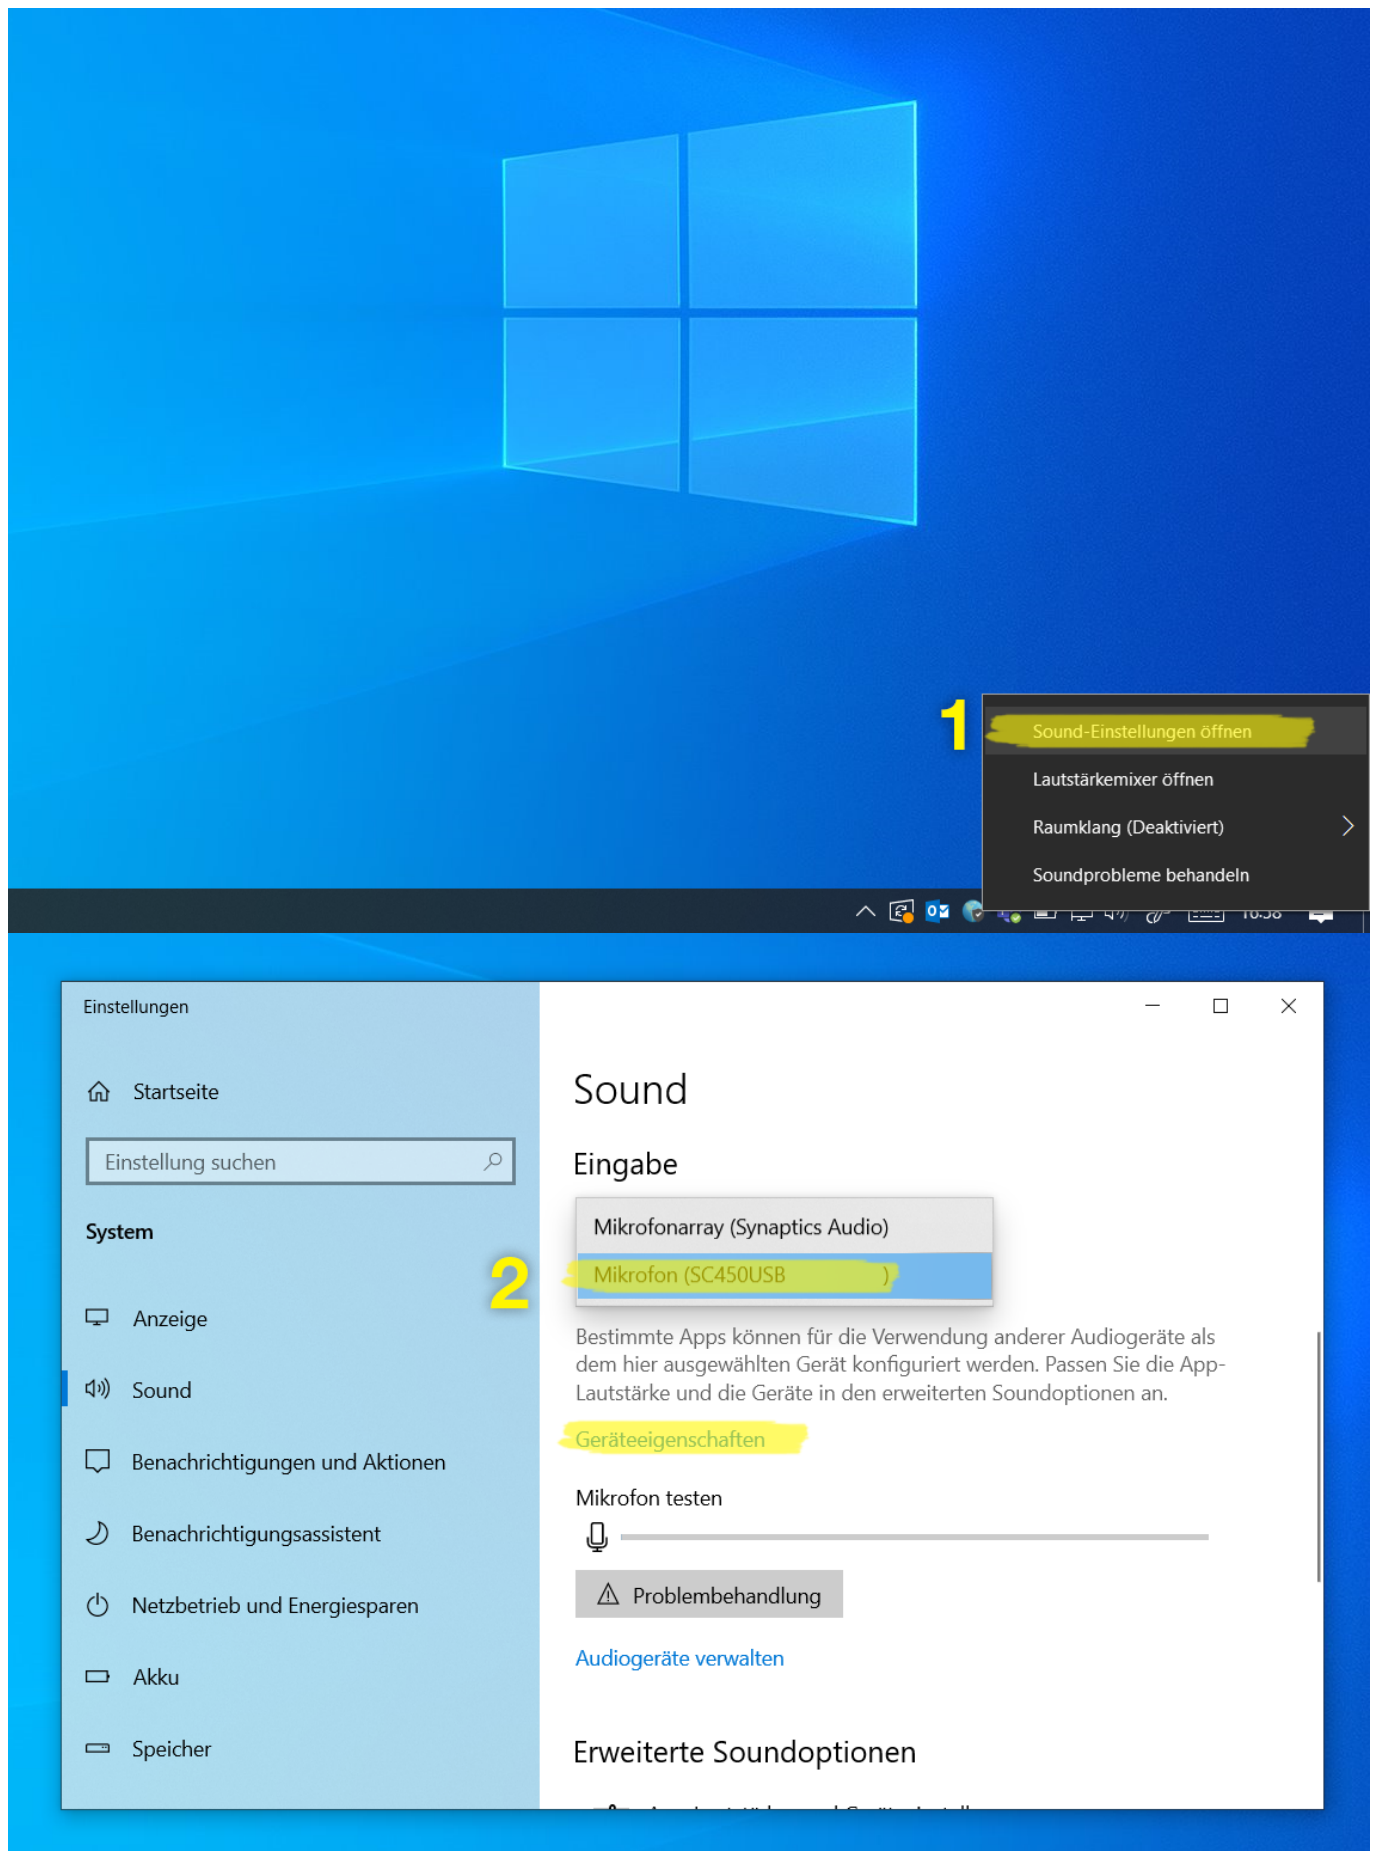 1
Sound-Einstellungen öffnen
Lautstärkemixer öffnen
Raumklang (Deaktiviert)
Soundprobleme behandeln
16:38
Einstellungen
Startseite
Einstellung suchen
System
Anzeige
Sound
Benachrichtigungen und Aktionen
Benachrichtigungsassistent
Netzbetrieb und Energiesparen
Akku
Speicher
Sound
Eingabe
Mikrofonarray (Synaptics Audio)
2
Mikrofon (SC450USB )
Bestimmte Apps können für die Verwendung anderer Audiogeräte als
dem hier ausgewählten Gerät konfiguriert werden. Passen Sie die App-
Lautstärke und die Geräte in den erweiterten Soundoptionen an.
Geräteeigenschaften
Mikrofon testen
Problembehandlung
Audiogeräte verwalten
Erweiterte Soundoptionen